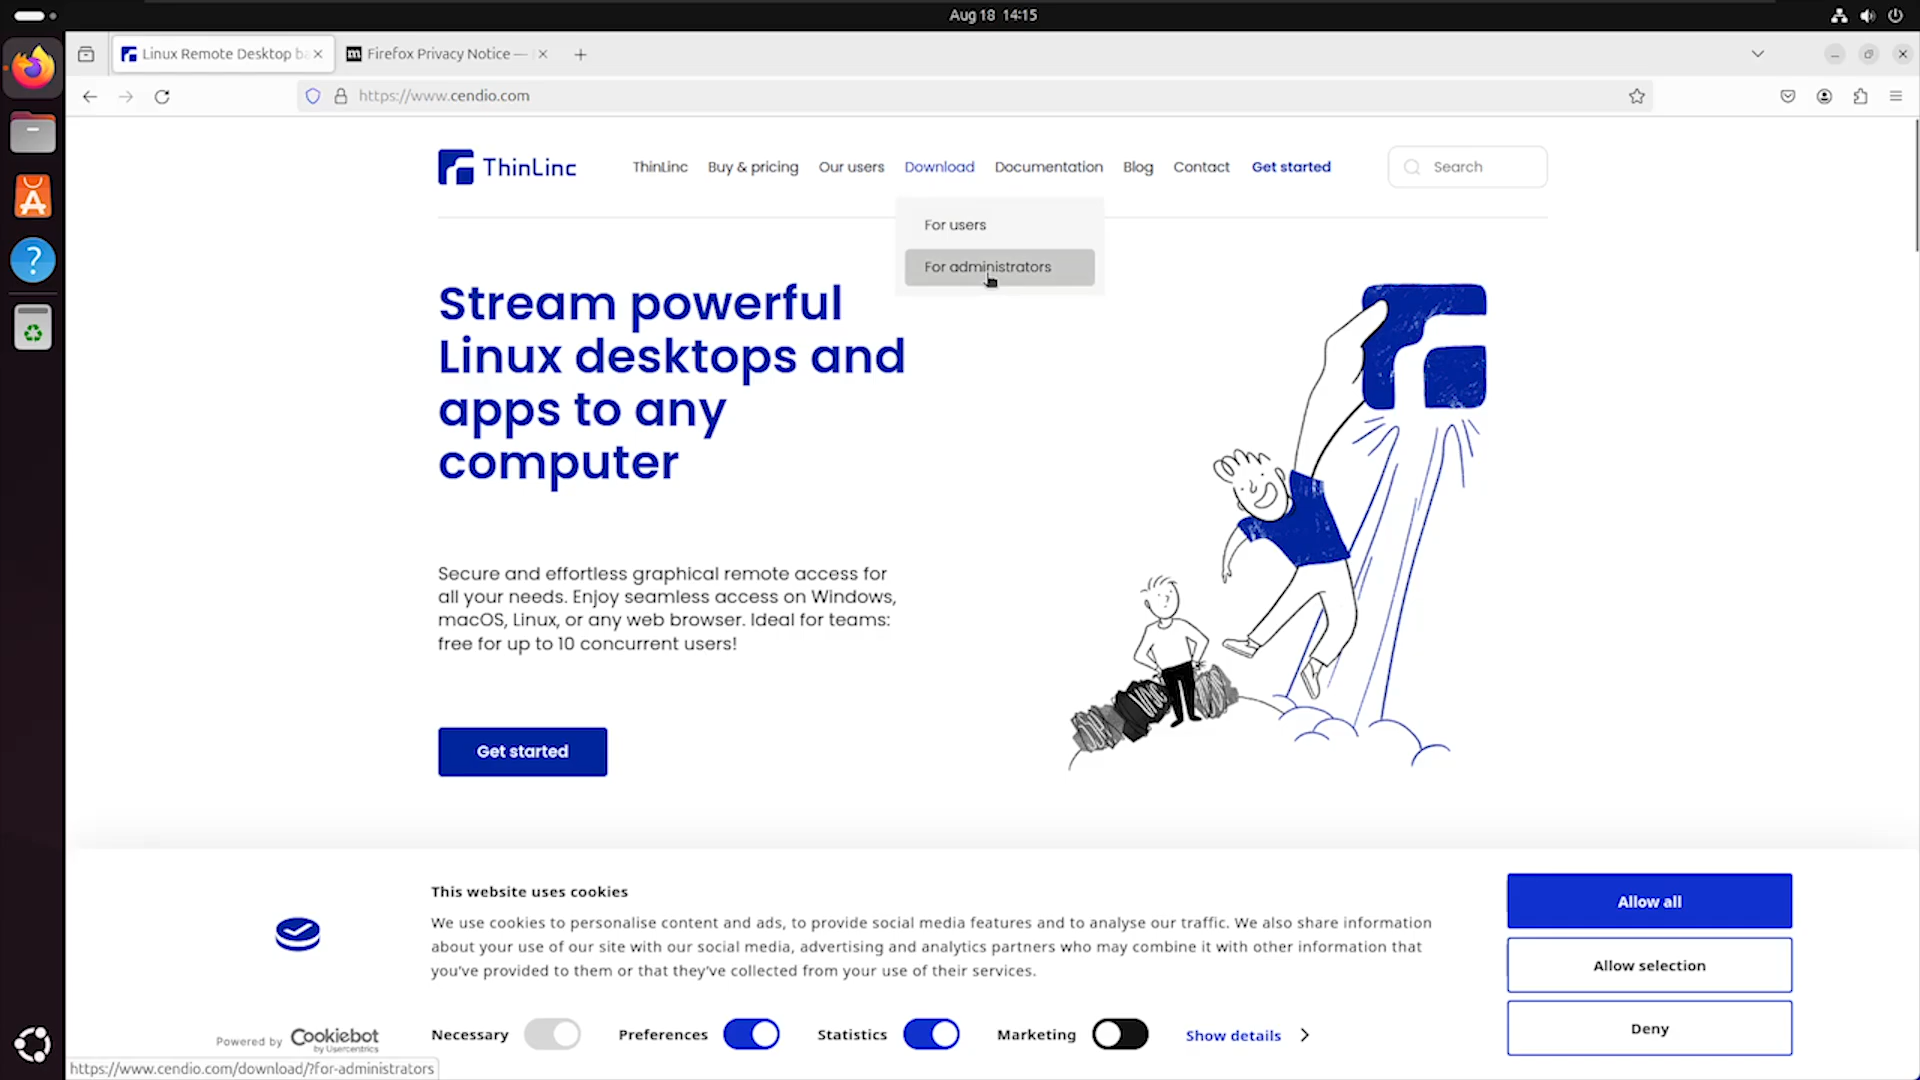 Aug 18 14:15
Linux Remote Desktop ba
Firefox Privacy Notice —
https://www.cendio.com
ThinLinc
ThinLinc
Buy & pricing
Our users
Download
Documentation
Blog
Contact
Get started
Search
For users
For administrators
Stream powerful
Linux desktops and
apps to any
computer
Secure and effortless graphical remote access for
all your needs. Enjoy seamless access on Windows,
macOS, Linux, or any web browser. Ideal for teams:
free for up to 10 concurrent users!
Get started
This website uses cookies
We use cookies to personalise content and ads, to provide social media features and to analyse our traffic. We also share information
about your use of our site with our social media, advertising and analytics partners who may combine it with other information that
you've provided to them or that they've collected from your use of their services.
Allow all
Allow selection
Deny
Powered by Cookiebot
by Usercentrics
Necessary
Preferences
Statistics
Marketing
Show details
https://www.cendio.com/download/?for-administrators